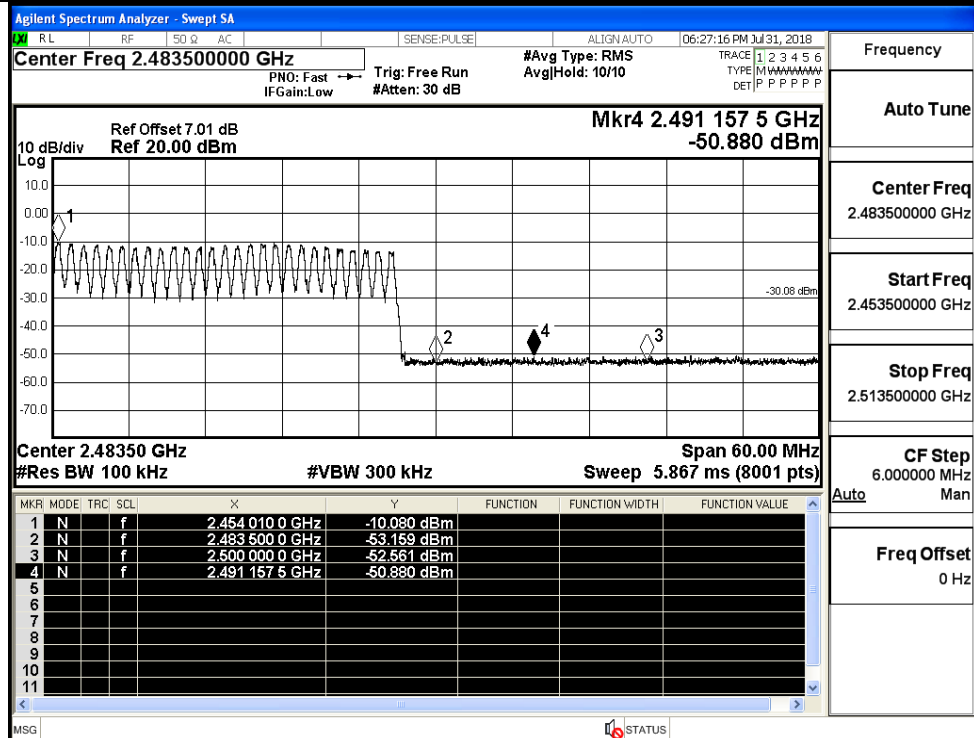 Agilent Spectrum Analyzer - Swept SA
LXI RL RF 50 Ω AC SENSE:PULSE ALIGN AUTO 06:27:16 PM Jul 31, 2018
Center Freq 2.483500000 GHz #Avg Type: RMS TRACE 1 2 3 4 5 6
PNO: Fast Trig: Free Run Avg|Hold: 10/10 TYPE M WWWWW
IFGain:Low #Atten: 30 dB DET P P P P P P
Mkr4 2.491 157 5 GHz
-50.880 dBm
Ref Offset 7.01 dB
10 dB/div Ref 20.00 dBm
Log
10.0
0.00
-10.0
-20.0
-30.0
-40.0
-50.0
-60.0
-70.0
1
2
4
3
-30.08 dBm
Center 2.48350 GHz Span 60.00 MHz
#Res BW 100 kHz #VBW 300 kHz Sweep 5.867 ms (8001 pts)
MKR MODE TRC SCL X Y FUNCTION FUNCTION WIDTH FUNCTION VALUE
1 N f 2.454 010 0 GHz -10.080 dBm
2 N f 2.483 500 0 GHz -53.159 dBm
3 N f 2.500 000 0 GHz -52.561 dBm
4 N f 2.491 157 5 GHz -50.880 dBm
5
6
7
8
9
10
11
MSG STATUS
Frequency
Auto Tune
Center Freq
2.483500000 GHz
Start Freq
2.453500000 GHz
Stop Freq
2.513500000 GHz
CF Step
6.000000 MHz
Auto Man
Freq Offset
0 Hz